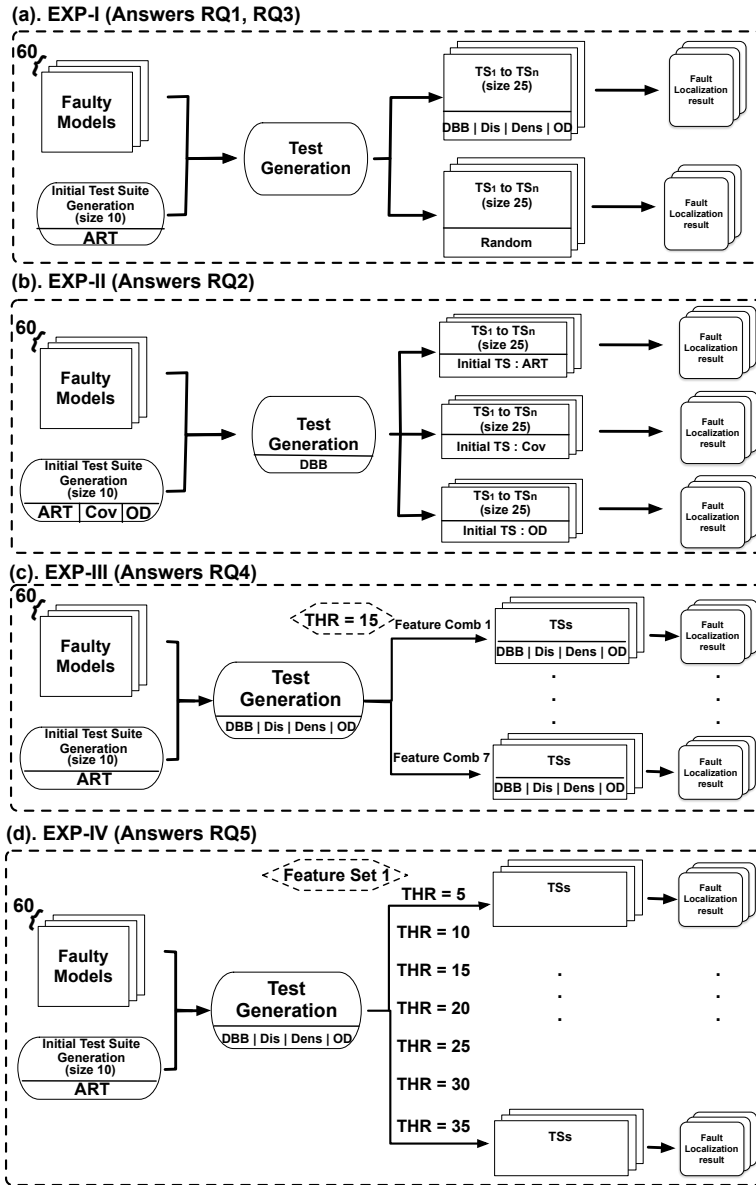 (a). EXP-I (Answers RQ1, RQ3)
60
Faulty
Models
Initial Test Suite
Generation
(size 10)
ART
Test
Generation
TS1 to TSn
(size 25)
DBB | Dis | Dens | OD
TS1 to TSn
(size 25)
Random
Fault
Localization
result
Fault
Localization
result
(b). EXP-II (Answers RQ2)
60
Faulty
Models
Initial Test Suite
Generation
(size 10)
ART | Cov | OD
Test
Generation
DBB
TS1 to TSn
(size 25)
Initial TS : ART
TS1 to TSn
(size 25)
Initial TS : Cov
TS1 to TSn
(size 25)
Initial TS : OD
Fault
Localization
result
Fault
Localization
result
Fault
Localization
result
(c). EXP-III (Answers RQ4)
60
Faulty
Models
Initial Test Suite
Generation
(size 10)
ART
THR = 15
Test
Generation
DBB | Dis | Dens | OD
Feature Comb 1
TSs
DBB | Dis | Dens | OD
Fault
Localization
result
Feature Comb 7
TSs
DBB | Dis | Dens | OD
Fault
Localization
result
(d). EXP-IV (Answers RQ5)
60
Faulty
Models
Initial Test Suite
Generation
(size 10)
ART
Feature Set 1
Test
Generation
DBB | Dis | Dens | OD
THR = 5
THR = 10
THR = 15
THR = 20
THR = 25
THR = 30
THR = 35
TSs
Fault
Localization
result
TSs
Fault
Localization
result